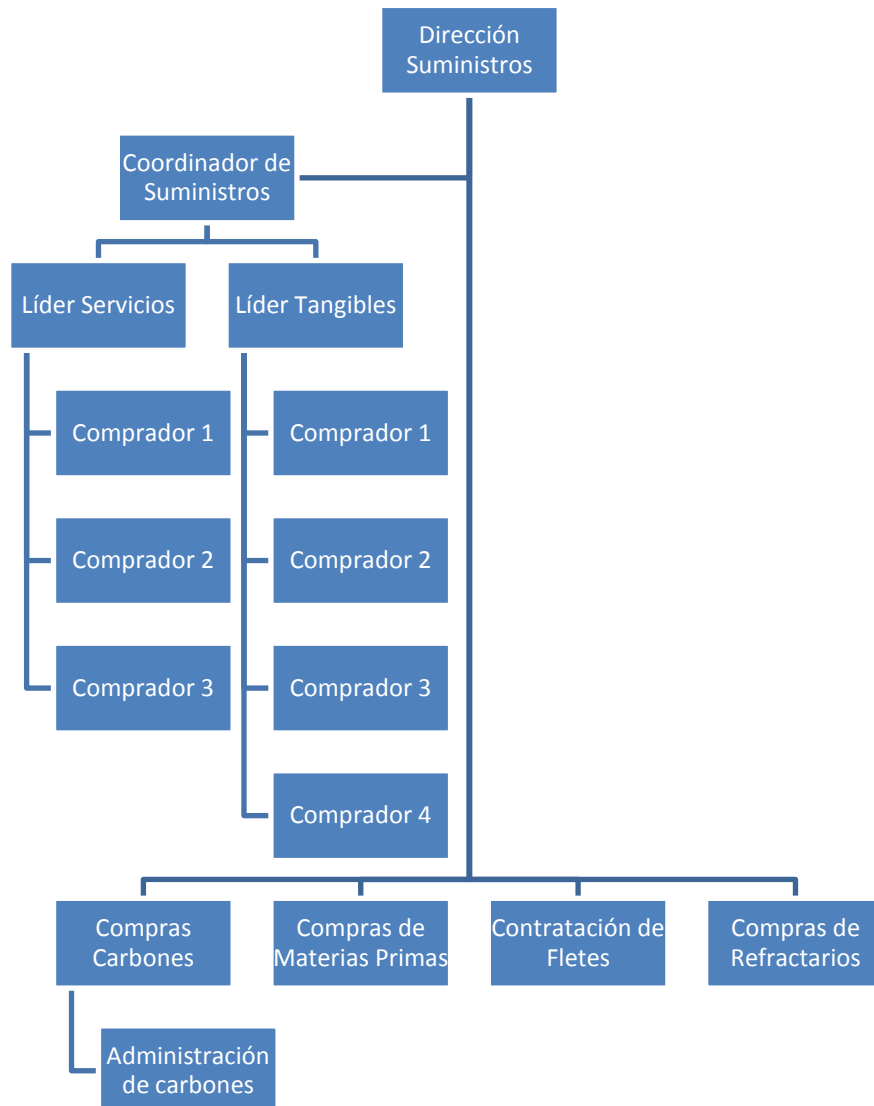 Dirección
Suministros
Coordinador de
Suministros
Líder Servicios
Líder Tangibles
Comprador 1
Comprador 1
Comprador 2
Comprador 2
Comprador 3
Comprador 3
Comprador 4
Compras
Carbones
Compras de
Materias Primas
Contratación de
Fletes
Compras de
Refractarios
Administración
de carbones